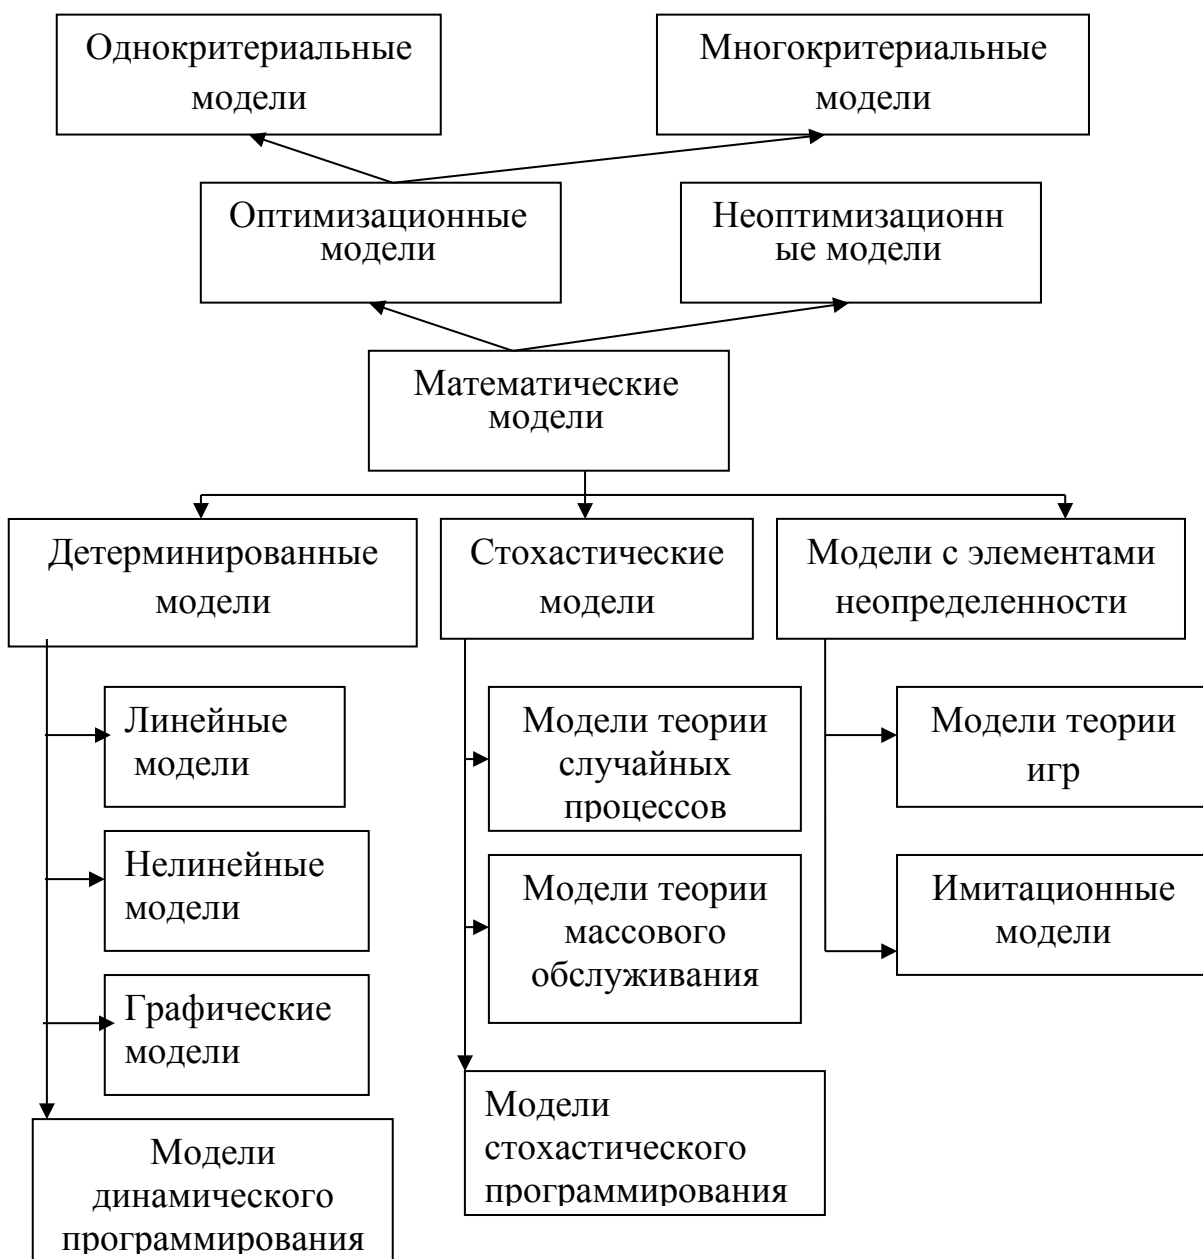 Однокритериальные
модели
Многокритериальные
модели
Оптимизационные
модели
Неоптимизационн
ые модели
Математические
модели
Детерминированные
модели
Стохастические
модели
Модели с элементами
неопределенности
Линейные
модели
Нелинейные
модели
Графические
модели
Модели
динамического
программирования
Модели теории
случайных
процессов
Модели теории
массового
обслуживания
Модели
стохастического
программирования
Модели теории
игр
Имитационные
модели